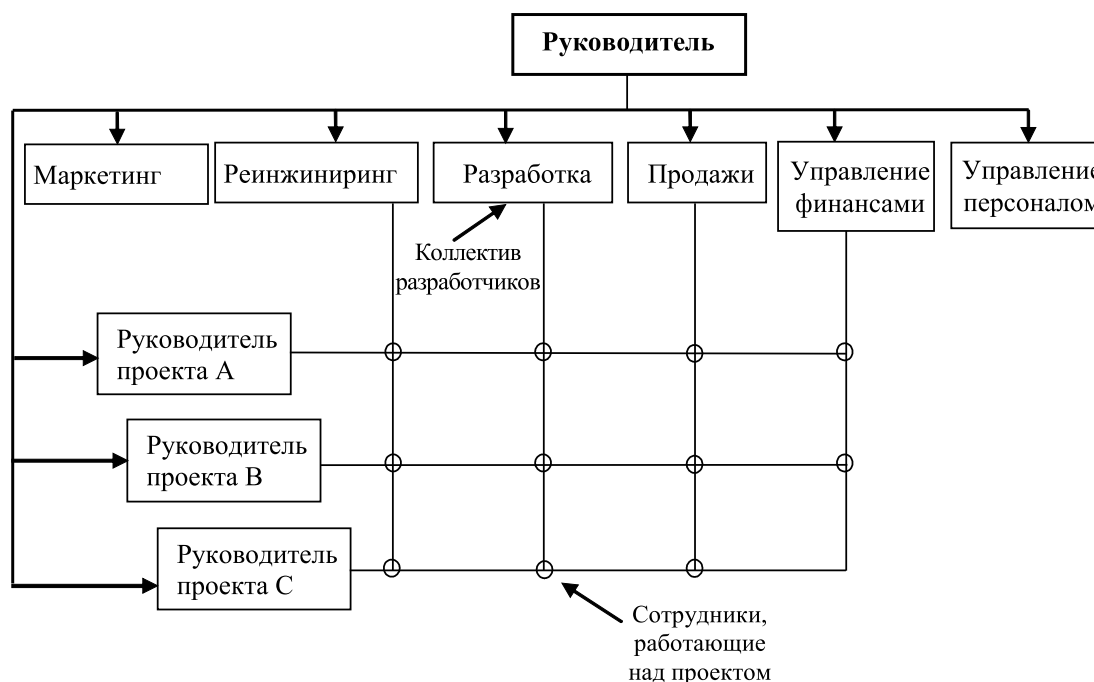 Руководитель
Маркетинг
Реинжиниринг
Разработка
Продажи
Управление
финансами
Управление
персоналом
Коллектив
разработчиков
Руководитель
проекта А
Руководитель
проекта В
Руководитель
проекта С
Сотрудники,
работающие
над проектом